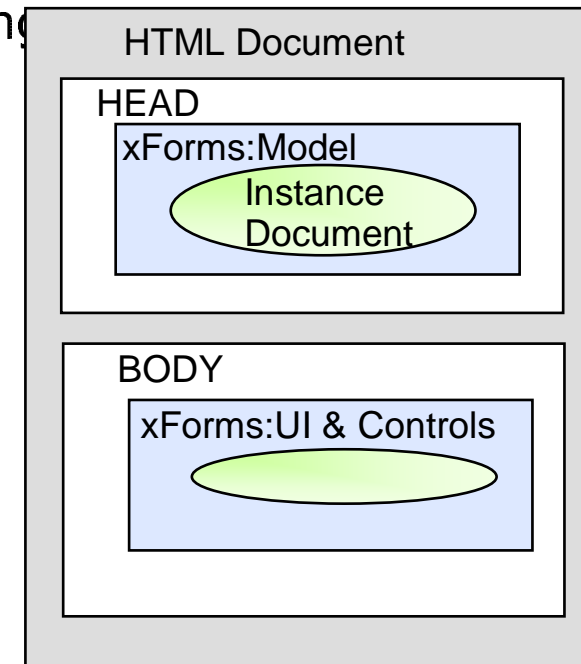 HTML Document
HEAD
xForms:Model
Instance
Document
BODY
xForms:UI & Controls